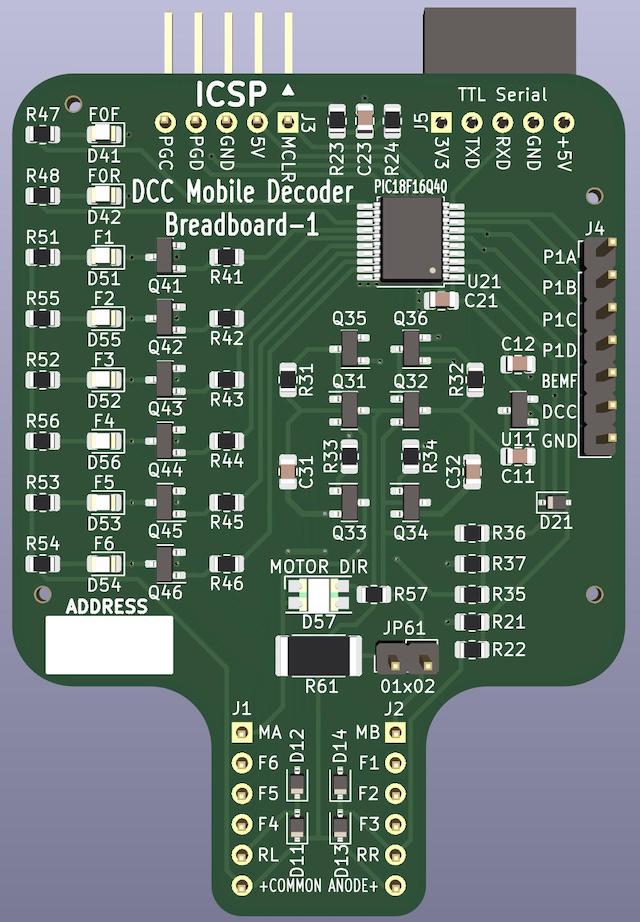 ICSP
TTL Serial
R47
F0F
D41
PGC
PGD
GND
5V
MCLR
J3
R23
C23
R24
J5
3V3
TXD
RXD
GND
+5V
R48
F0R
D42
DCC Mobile Decoder
Breadboard-1
PIC18F16Q40
U21
C21
J4
P1A
P1B
P1C
P1D
BEMF
DCC
GND
R51
F1
D51
Q41
R41
R55
F2
D55
Q42
R42
R52
F3
D52
Q43
R43
R56
F4
D56
Q44
R44
R53
F5
D53
Q45
R45
R54
F6
D54
Q46
R46
Q35
Q36
R31
Q31
Q32
R32
C12
U11
C11
C31
R33
R34
C32
Q33
Q34
D21
R36
R37
R35
R21
R22
MOTOR DIR
D57
R57
ADDRESS
R61
JP61
01x02
J1
J2
MA
D12
D14
MB
F6
F1
F5
F2
F4
F3
RL
D11
D13
RR
+COMMON ANODE+